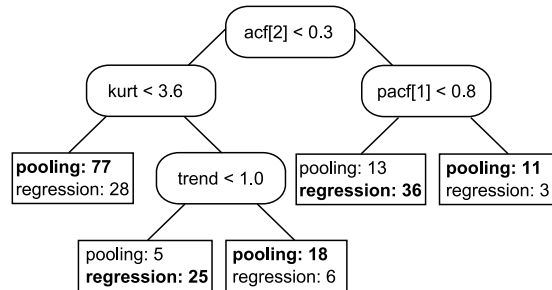 acf[2] < 0.3
kurt < 3.6
pacf[1] < 0.8
pooling: 77
regression: 28
trend < 1.0
pooling: 13
regression: 36
pooling: 11
regression: 3
pooling: 5
regression: 25
pooling: 18
regression: 6